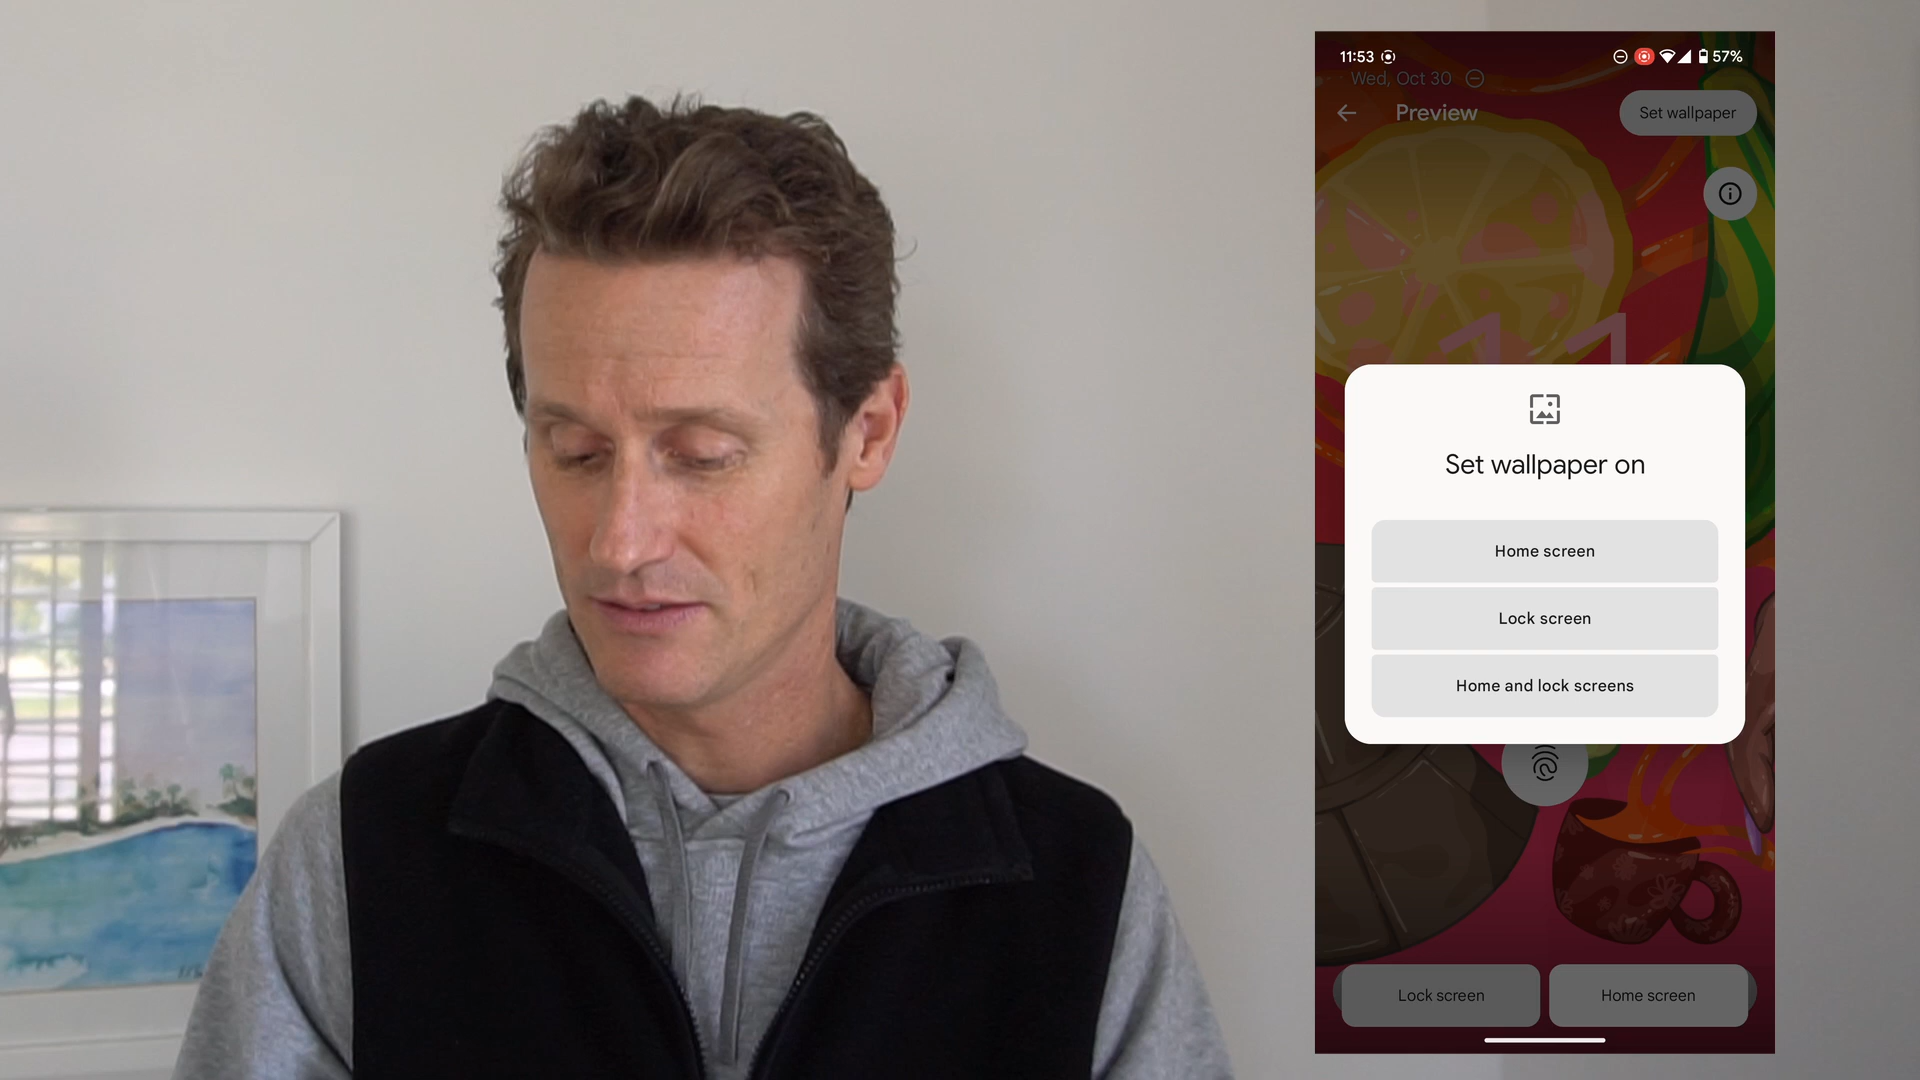 11:53
57%
Wed, Oct 30
Preview
Set wallpaper
11
Set wallpaper on
Home screen
Lock screen
Home and lock screens
Lock screen
Home screen